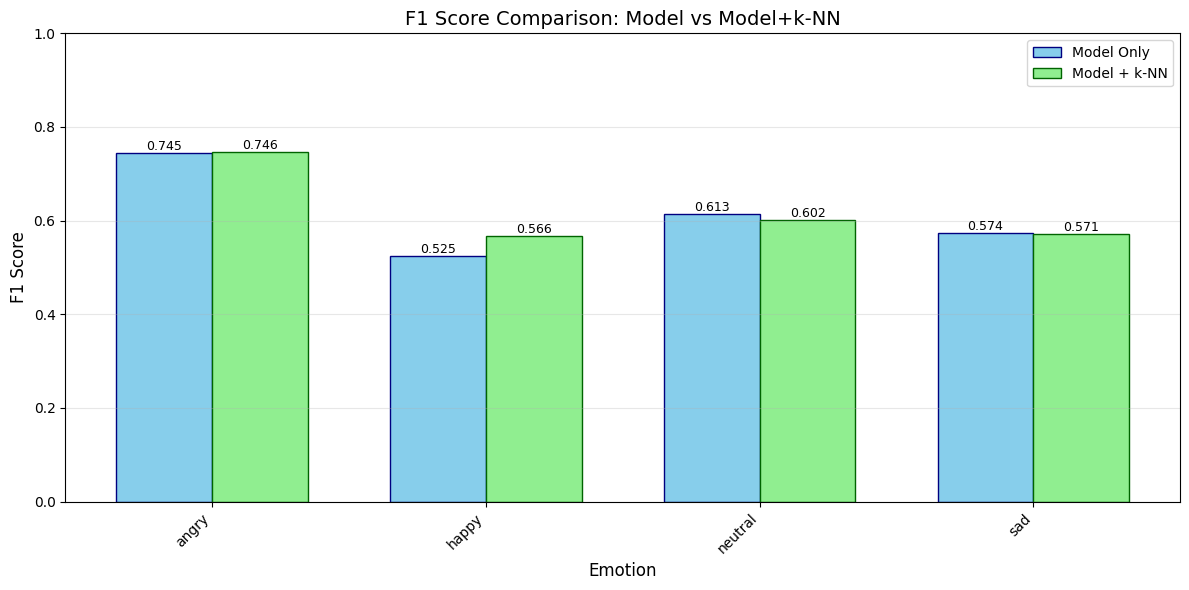 F1 Score Comparison: Model vs Model+k-NN
Model Only
Model + k-NN
F1 Score
1.0
0.8
0.6
0.4
0.2
0.0
0.745
0.746
0.525
0.566
0.613
0.602
0.574
0.571
angry
happy
neutral
sad
Emotion